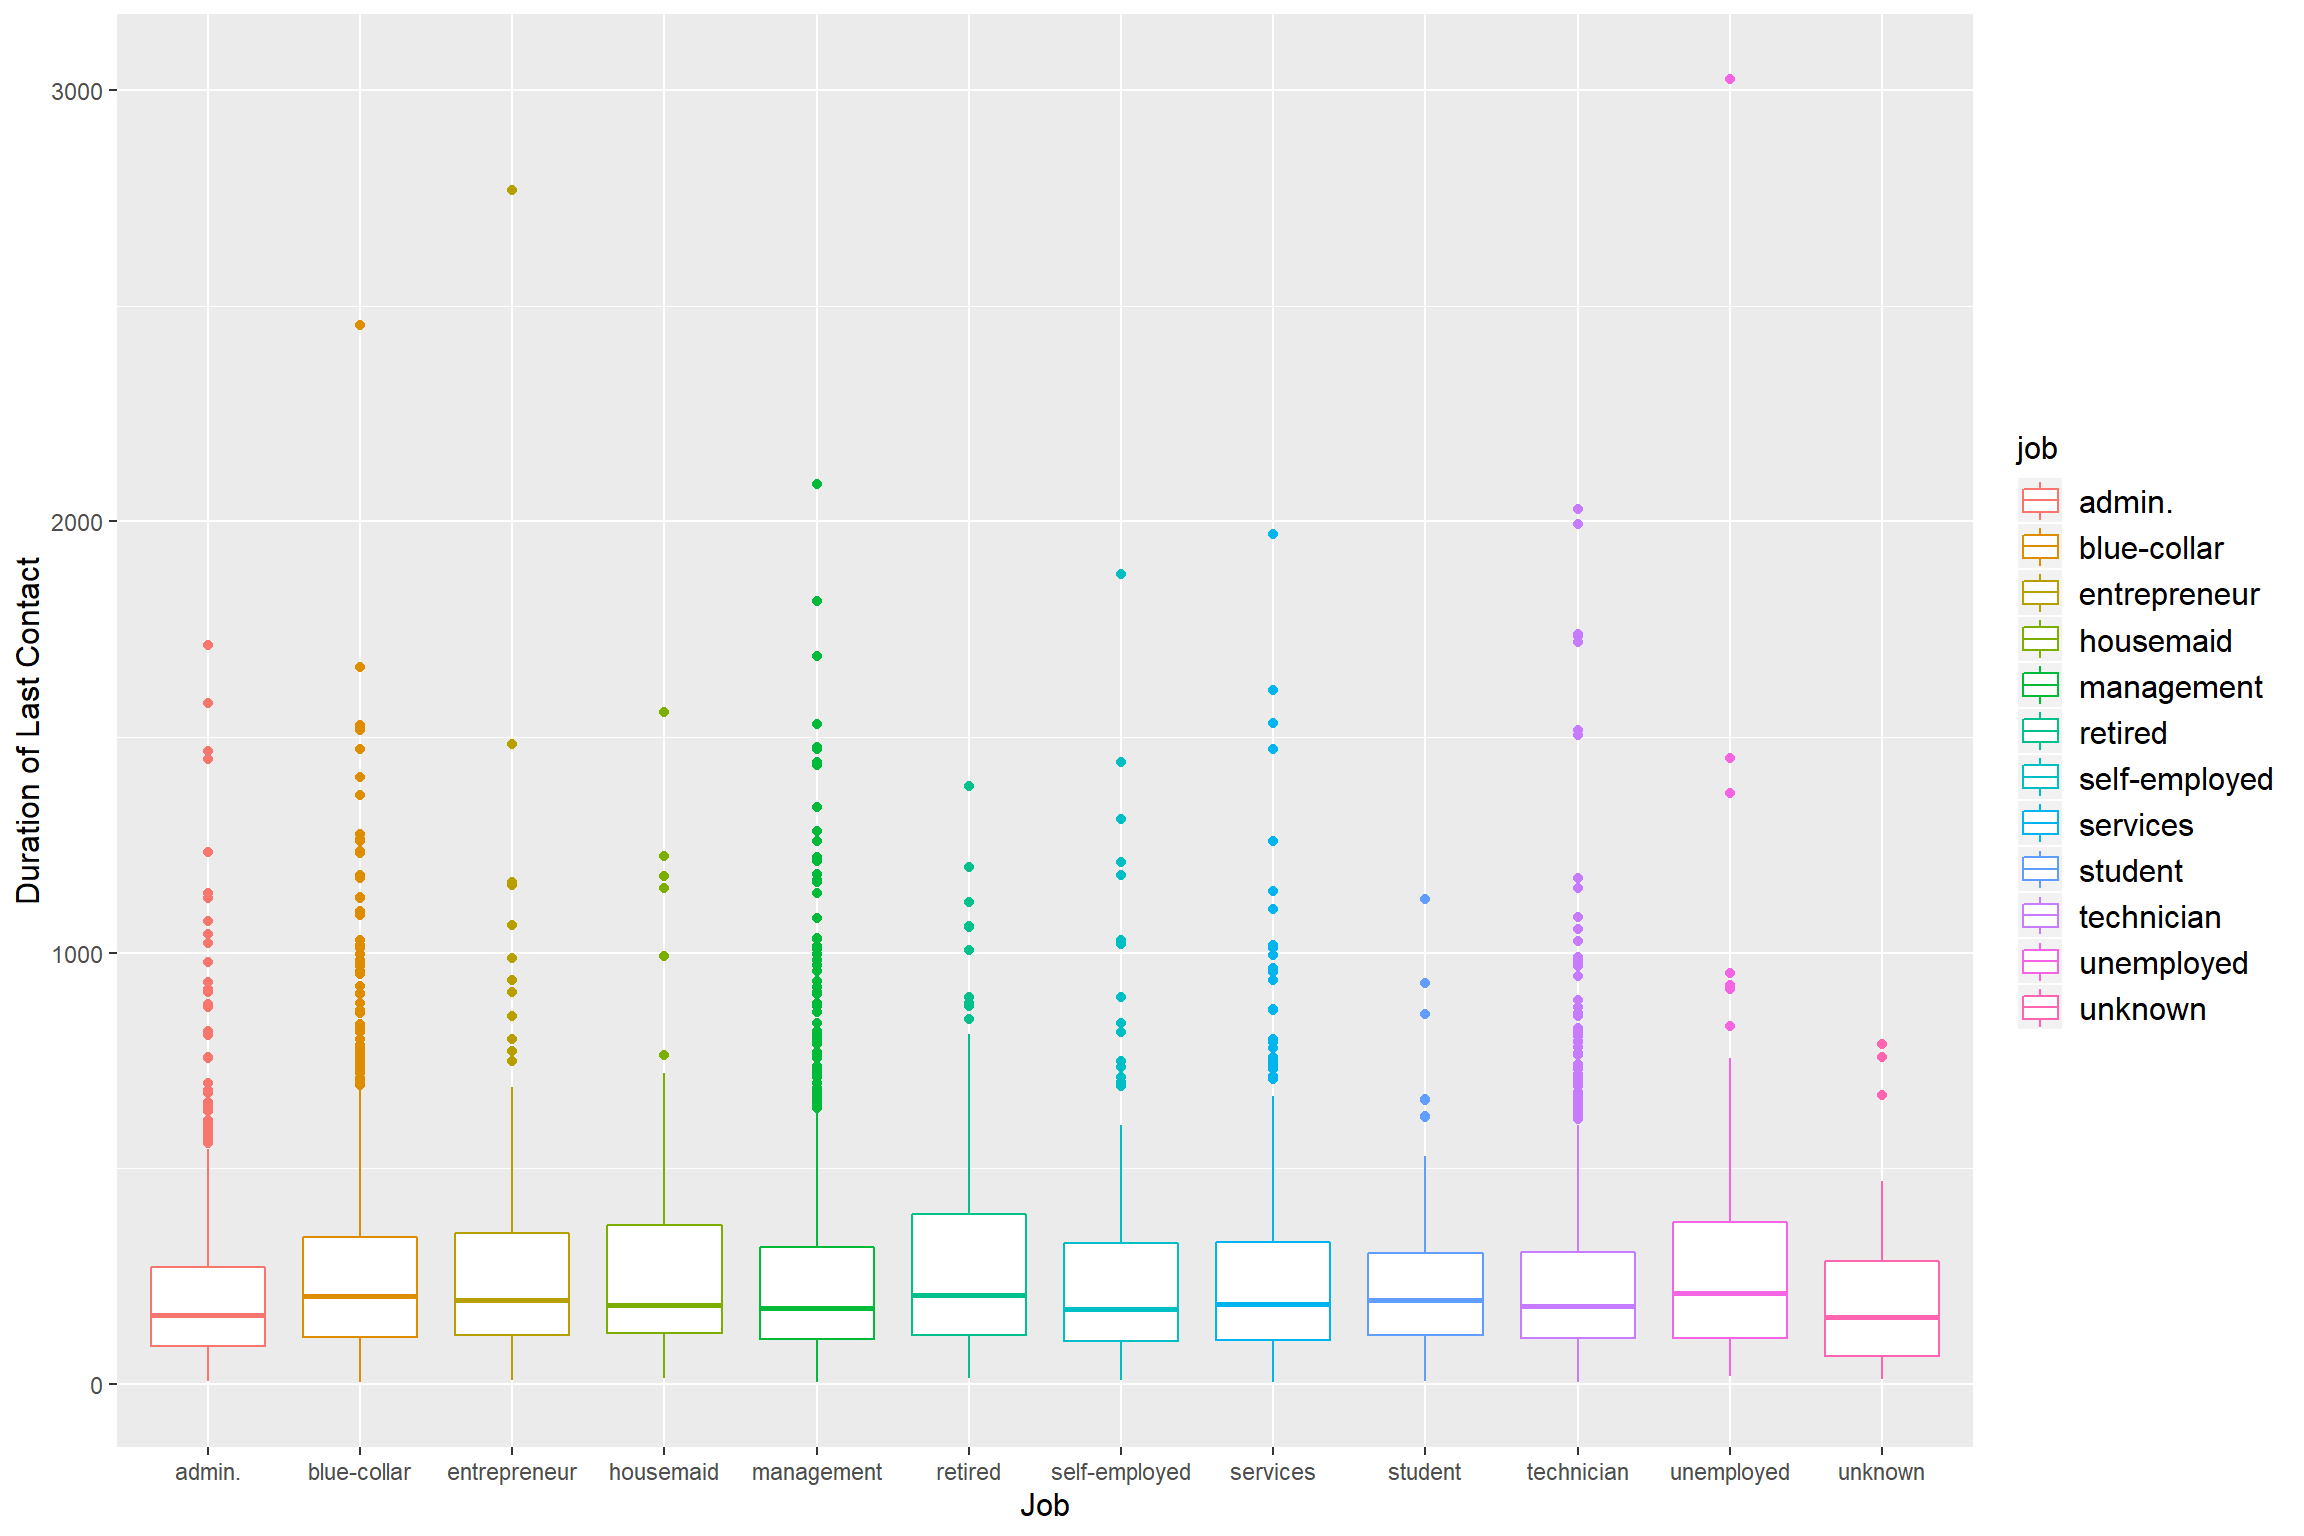 3000
2000
1000
0
Duration of Last Contact
admin. blue-collar entrepreneur housemaid management retired self-employed services student technician unemployed unknown
Job
job
admin.
blue-collar
entrepreneur
housemaid
management
retired
self-employed
services
student
technician
unemployed
unknown